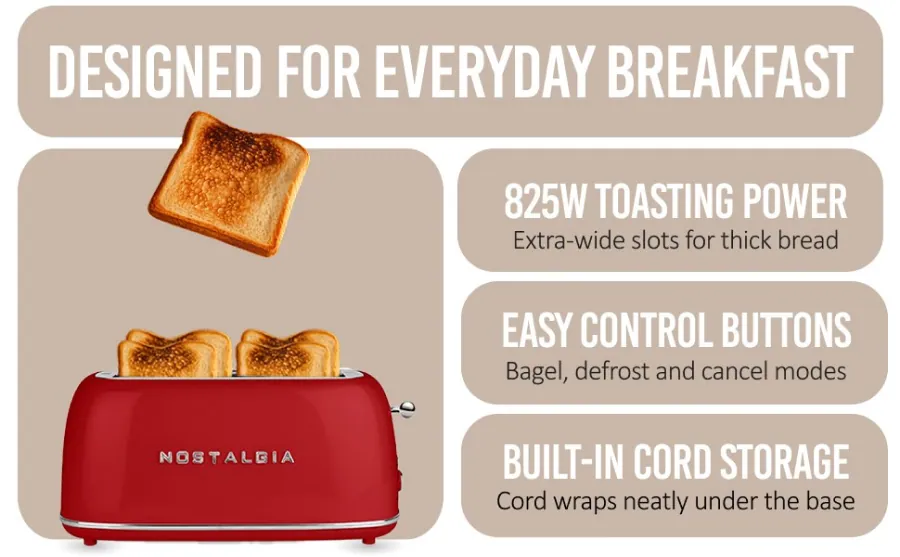 DESIGNED FOR EVERYDAY BREAKFAST
825W TOASTING POWER
Extra-wide slots for thick bread
EASY CONTROL BUTTONS
Bagel, defrost and cancel modes
NOSTALGIA
BUILT-IN CORD STORAGE
Cord wraps neatly under the base